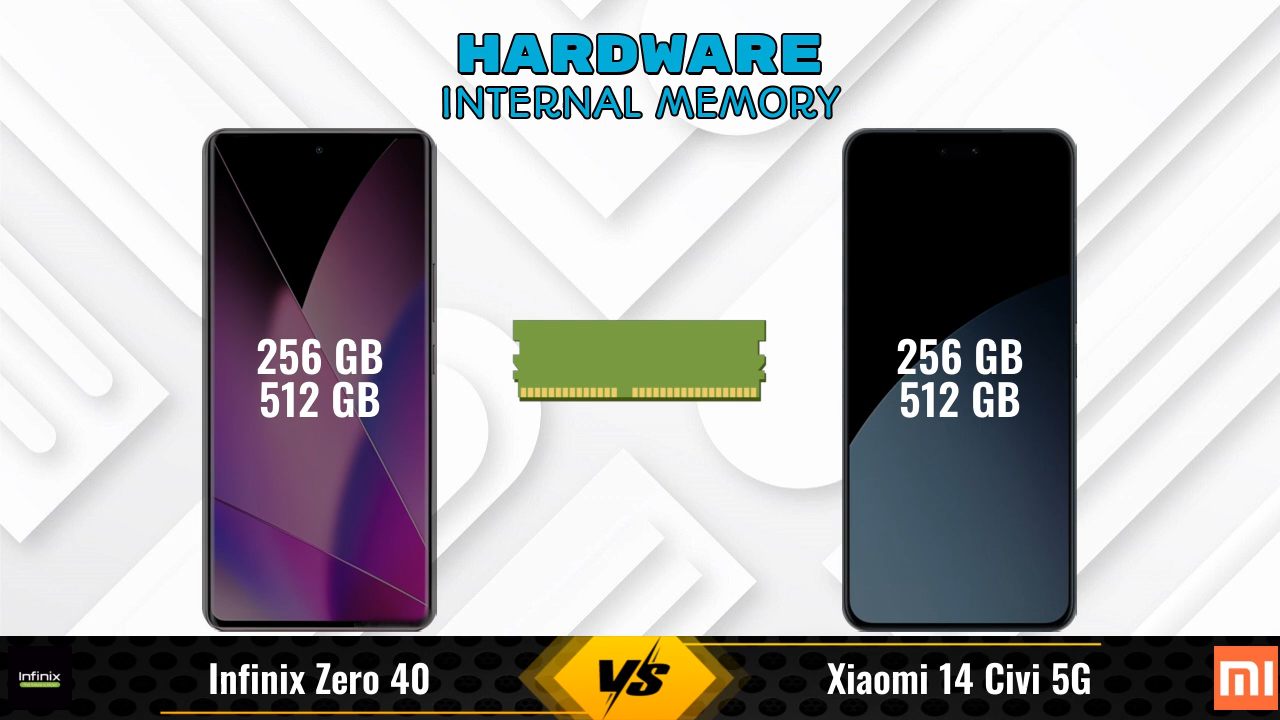 HARDWARE
INTERNAL MEMORY
256 GB
512 GB
256 GB
512 GB
Infinix
Infinix Zero 40
VS
Xiaomi 14 Civi 5G
MI